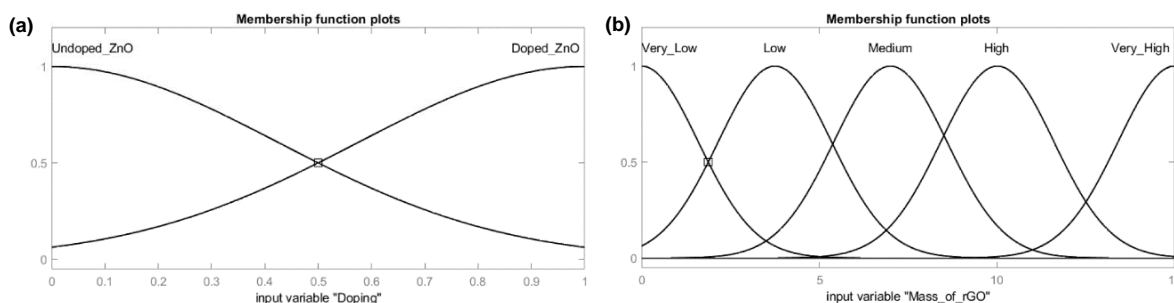 (a)
Membership function plots
Undoped_ZnO
Doped_ZnO
1
0.5
0
0 0.1 0.2 0.3 0.4 0.5 0.6 0.7 0.8 0.9 1
input variable "Doping"
(b)
Membership function plots
Very_Low Low Medium High Very_High
1
0.5
0
0 5 10
input variable "Mass_of_rGO"